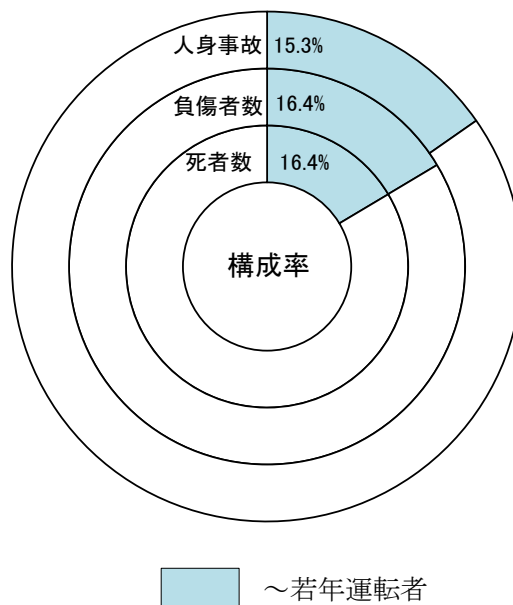 人身事故 15.3%
負傷者数 16.4%
死者数 16.4%
構成率
～若年運転者